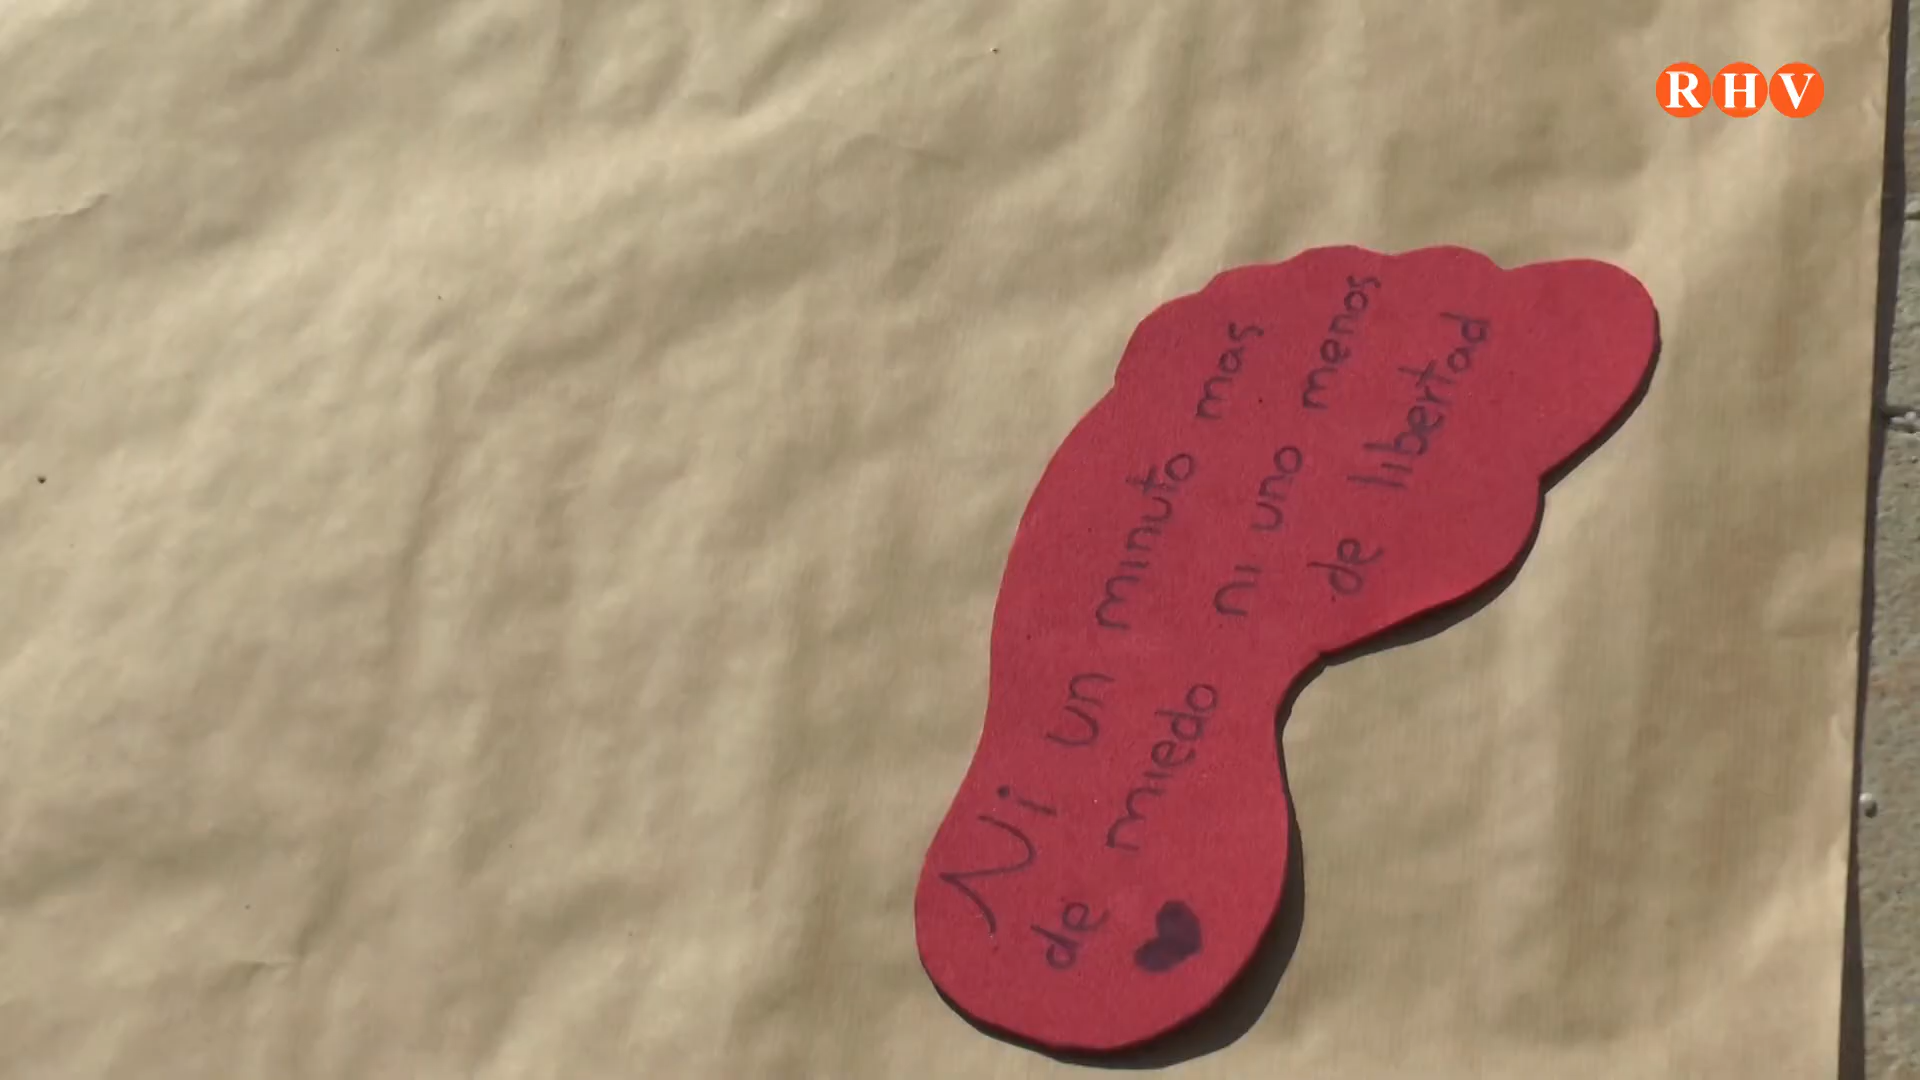 RHV
Ni un minuto mas
de miedo ni uno menos
de libertad